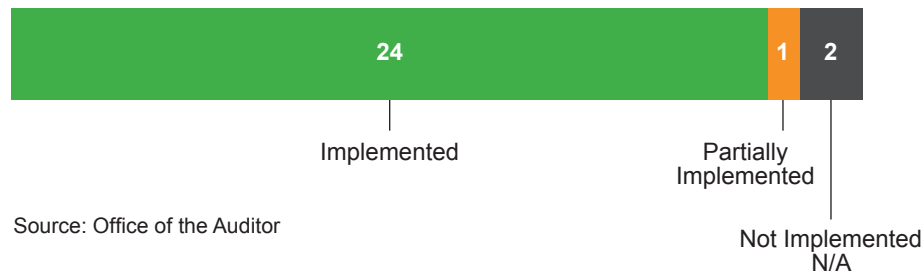 24
1
2
Implemented
Partially
Implemented
Source: Office of the Auditor
Not Implemented
N/A